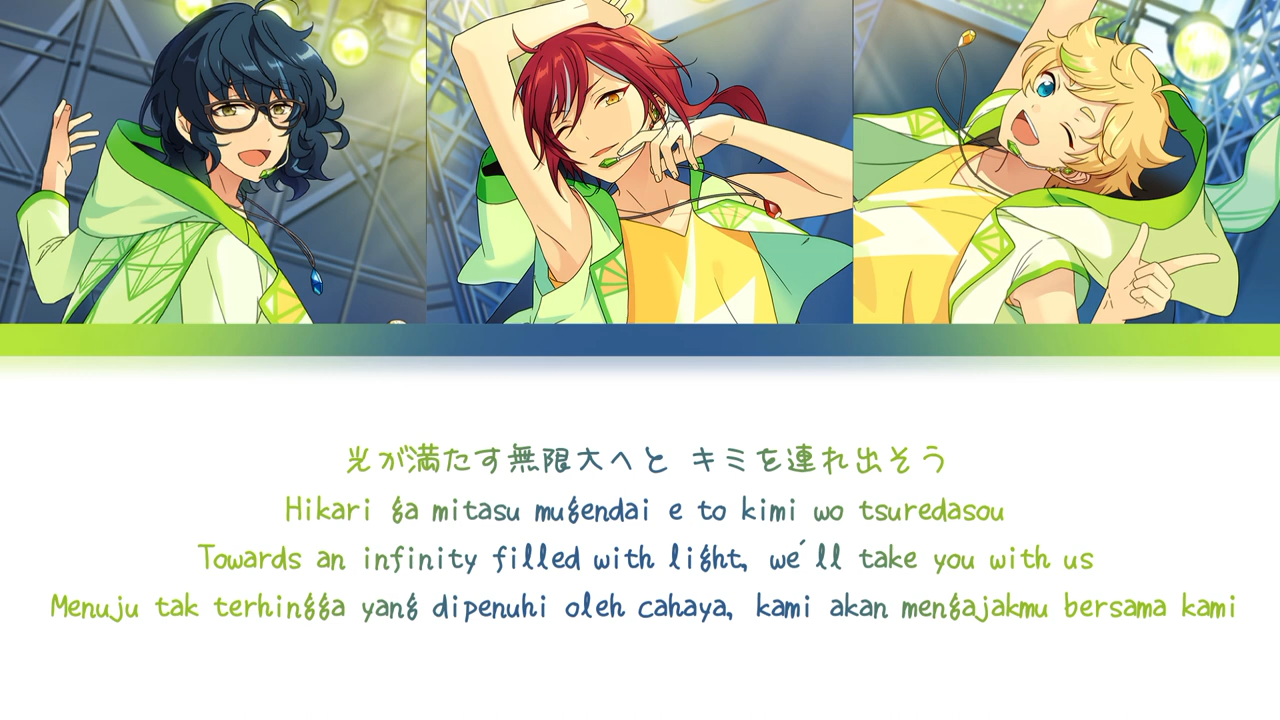 光が満たす無限大へと キミを連れ出そう
Hikari ga mitasu mugendai e to kimi wo tsuredasou
Towards an infinity filled with light, we´ll take you with us
Menuju tak terhingga yang dipenuhi oleh cahaya, kami akan mengajakmu bersama kami